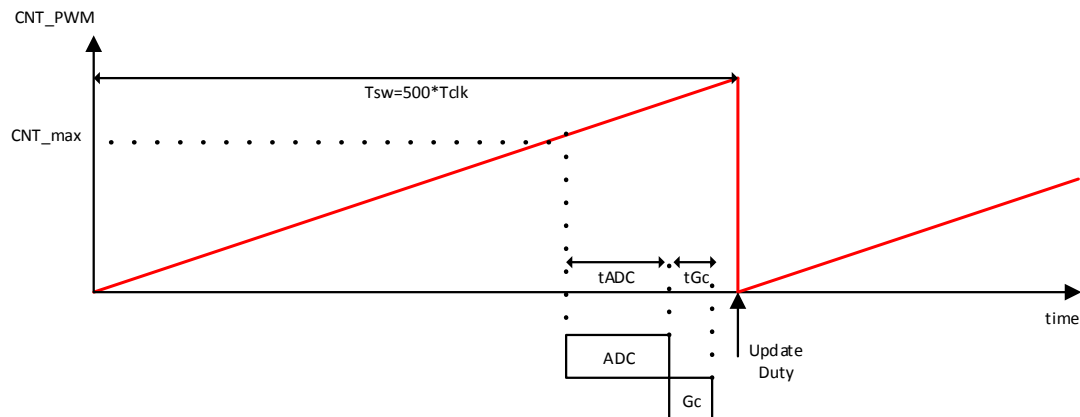 CNT_PWM
Tsw=500*Tclk
CNT_max
tADC
tGc
time
ADC
Update
Duty
Gc